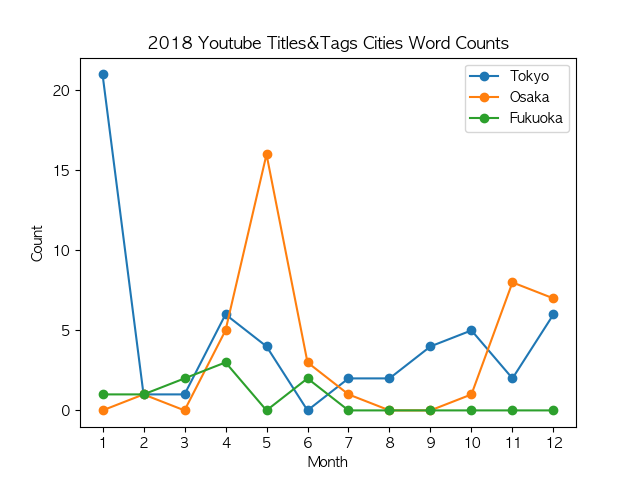 2018 Youtube Titles&Tags Cities Word Counts
Tokyo
Osaka
Fukuoka
20
15
10
5
0
Count
1 2 3 4 5 6 7 8 9 10 11 12
Month